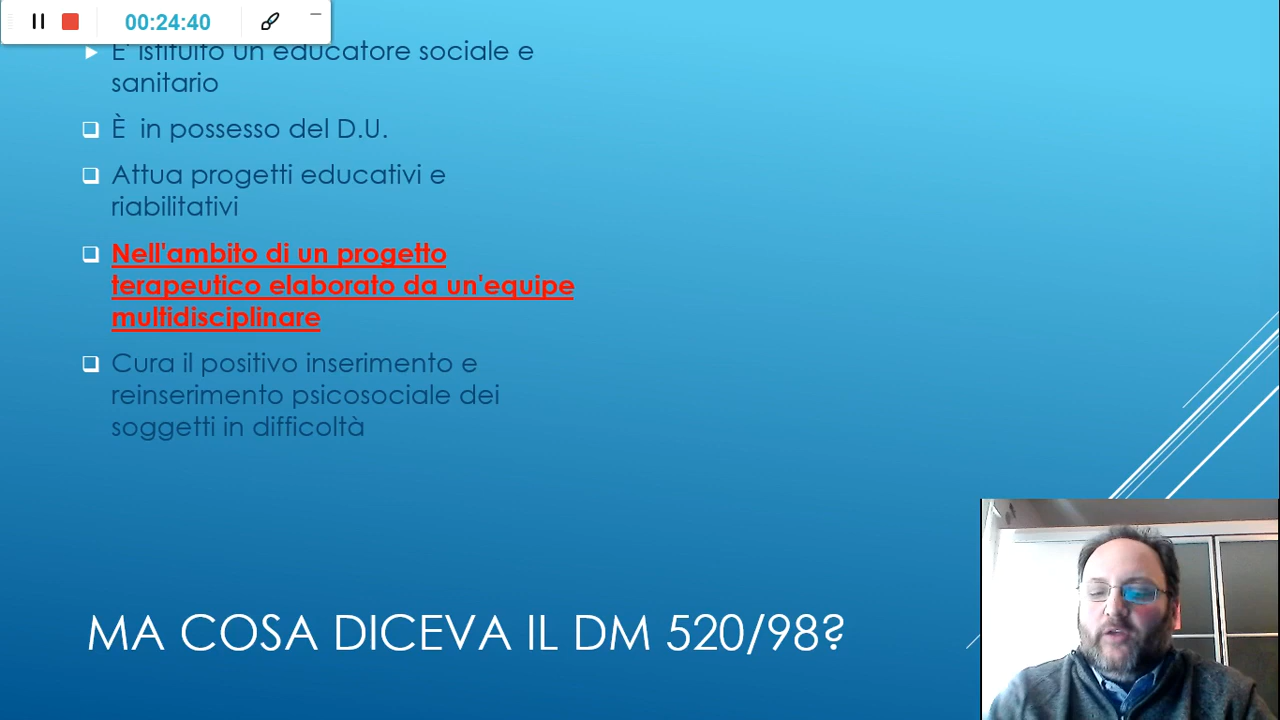 00:24:40
E' istituito un educatore sociale e
sanitario
È in possesso del D.U.
Attua progetti educativi e
riabilitativi
Nell'ambito di un progetto
terapeutico elaborato da un'equipe
multidisciplinare
Cura il positivo inserimento e
reinserimento psicosociale dei
soggetti in difficoltà
MA COSA DICEVA IL DM 520/98?